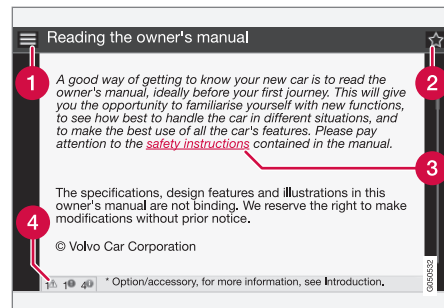 Reading the owner's manual
1
2
A good way of getting to know your new car is to read the
owner's manual, ideally before your first journey. This will give
you the opportunity to familiarise yourself with new functions,
to see how best to handle the car in different situations, and
to make the best use of all the car's features. Please pay
attention to the safety instructions contained in the manual.
3
The specifications, design features and illustrations in this
owner's manual are not binding. We reserve the right to make
modifications without prior notice.
4
© Volvo Car Corporation
1 1 4 * Option/accessory, for more information, see Introduction.
G050532